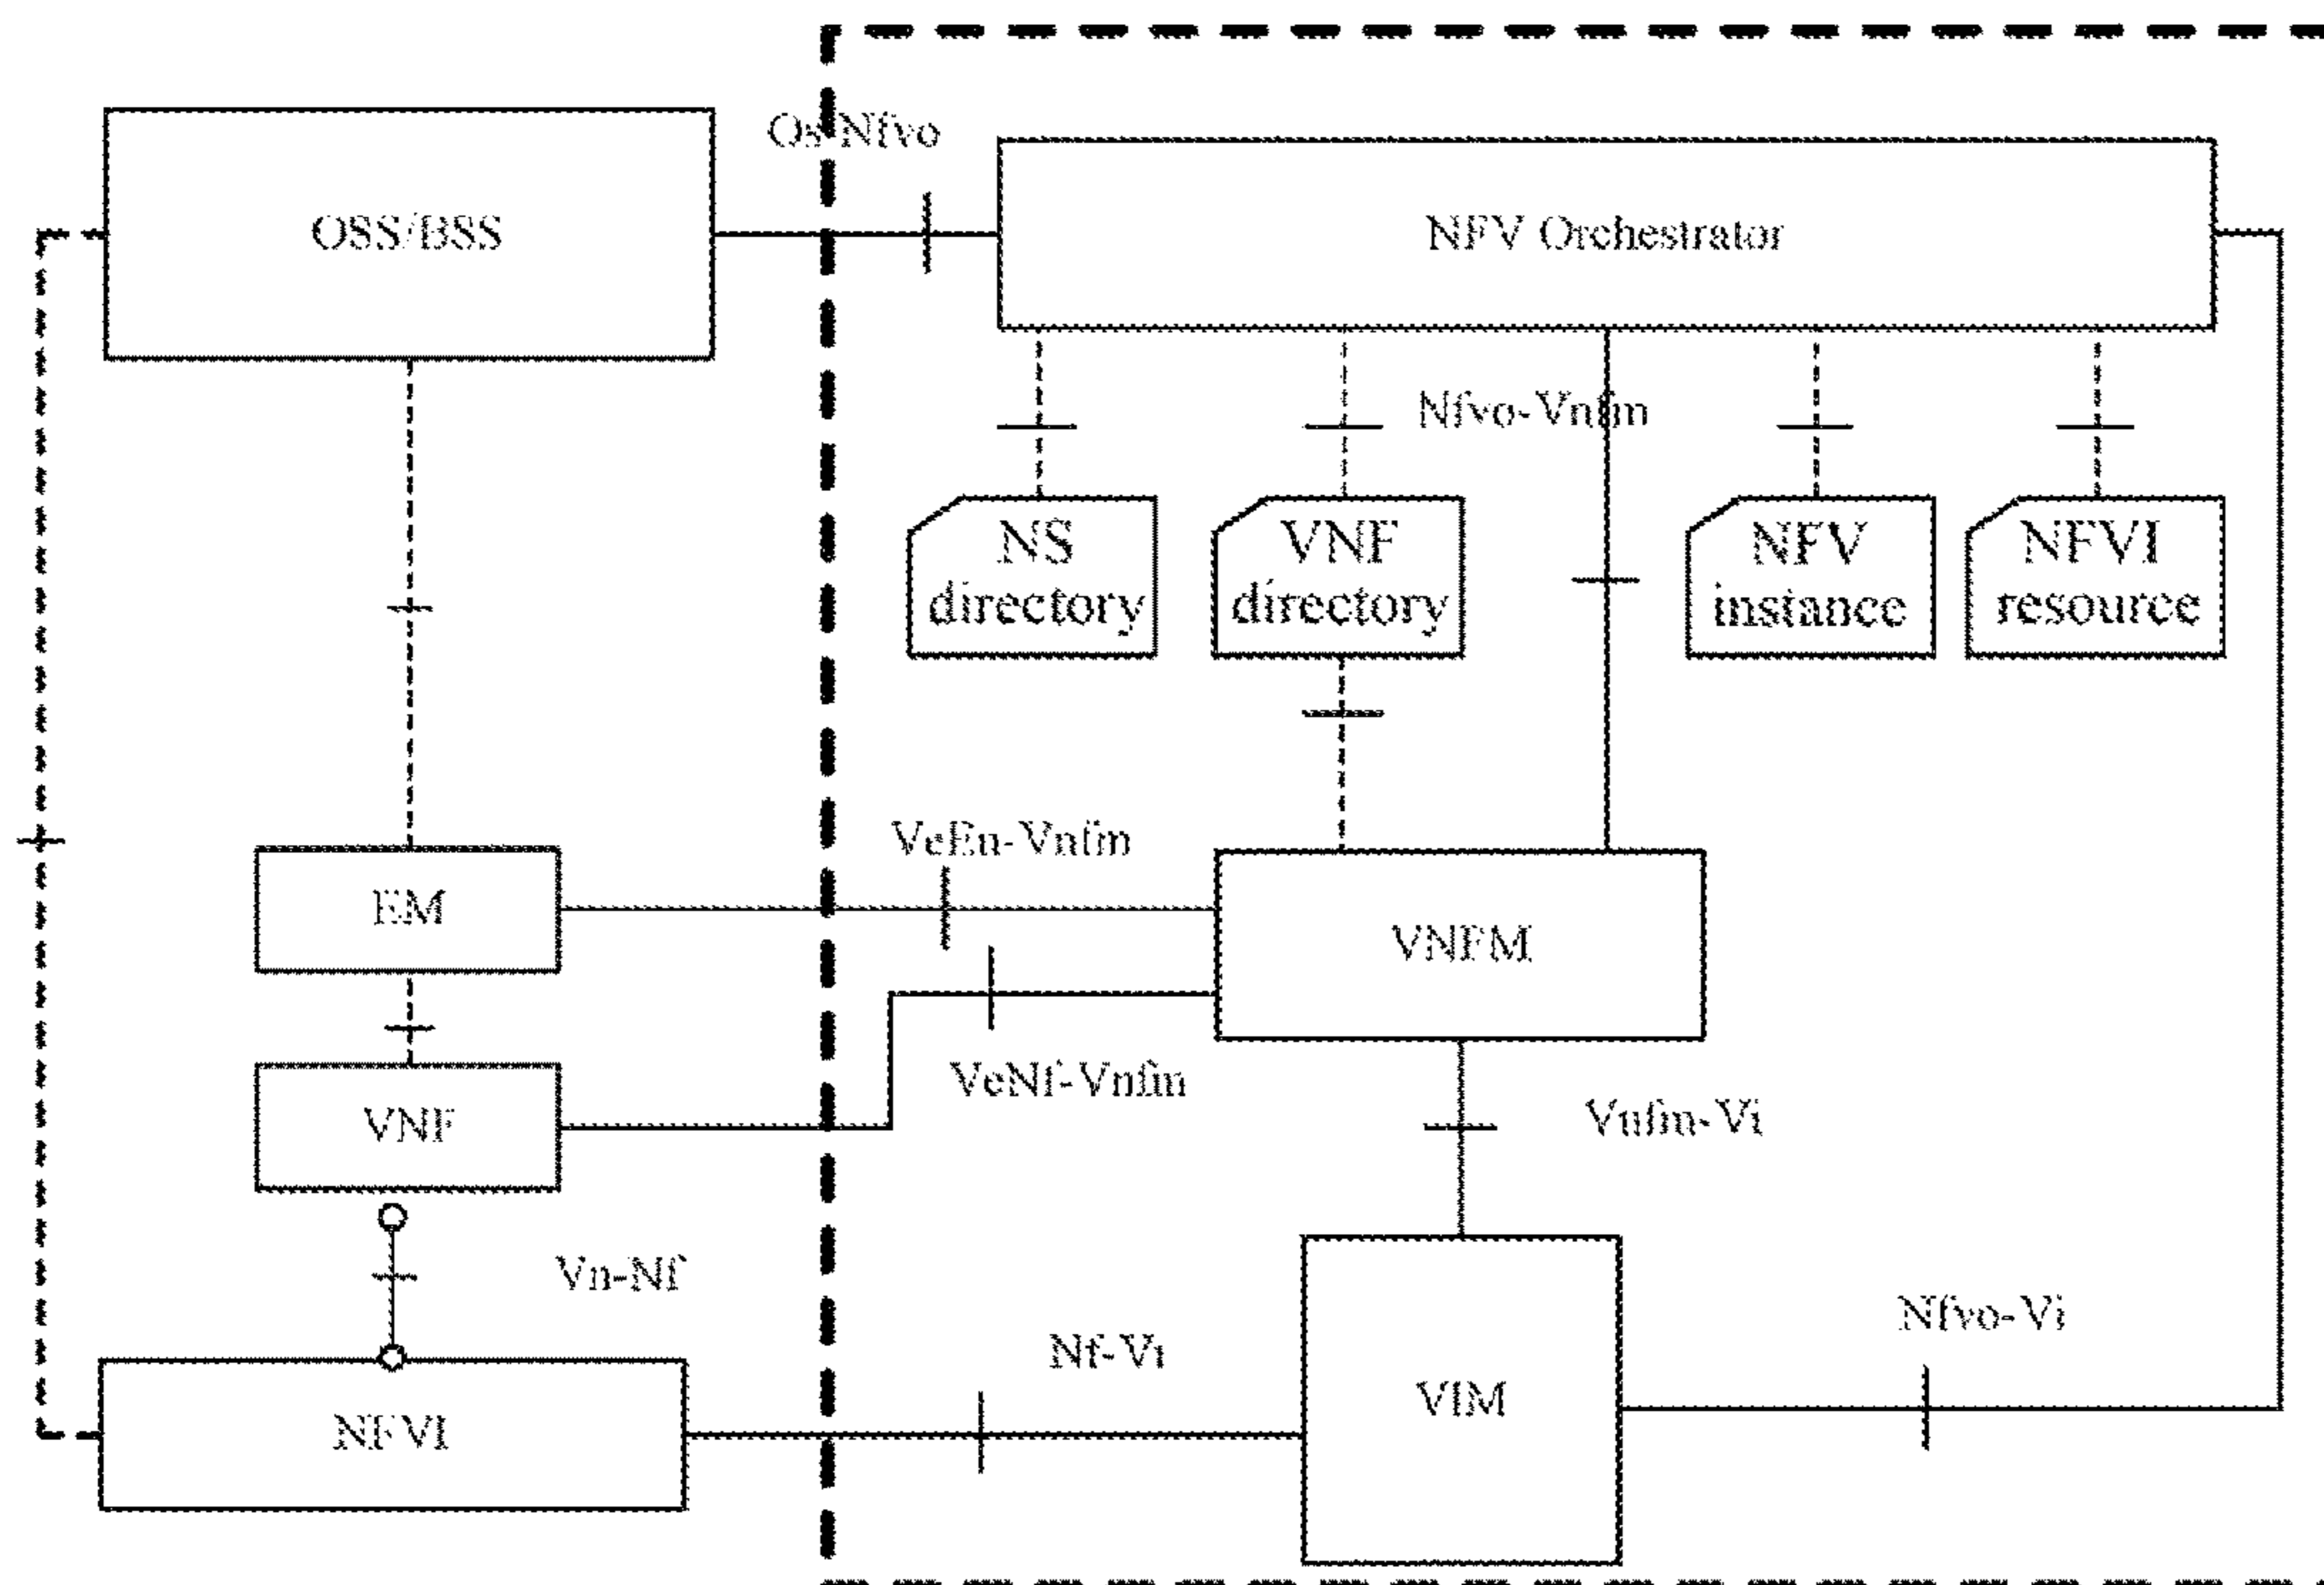 Os-Nfvo
OSS/BSS
NFV Orchestrator
Nfvo-Vnfm
NS
directory
VNF
directory
NFV
instance
NFVI
resource
VeEn-Vnfm
EM
VNFM
VeNf-Vnfm
VNF
Vnfm-Vi
Vn-Nf
Nfvo-Vi
Nf-Vi
VIM
NFVI